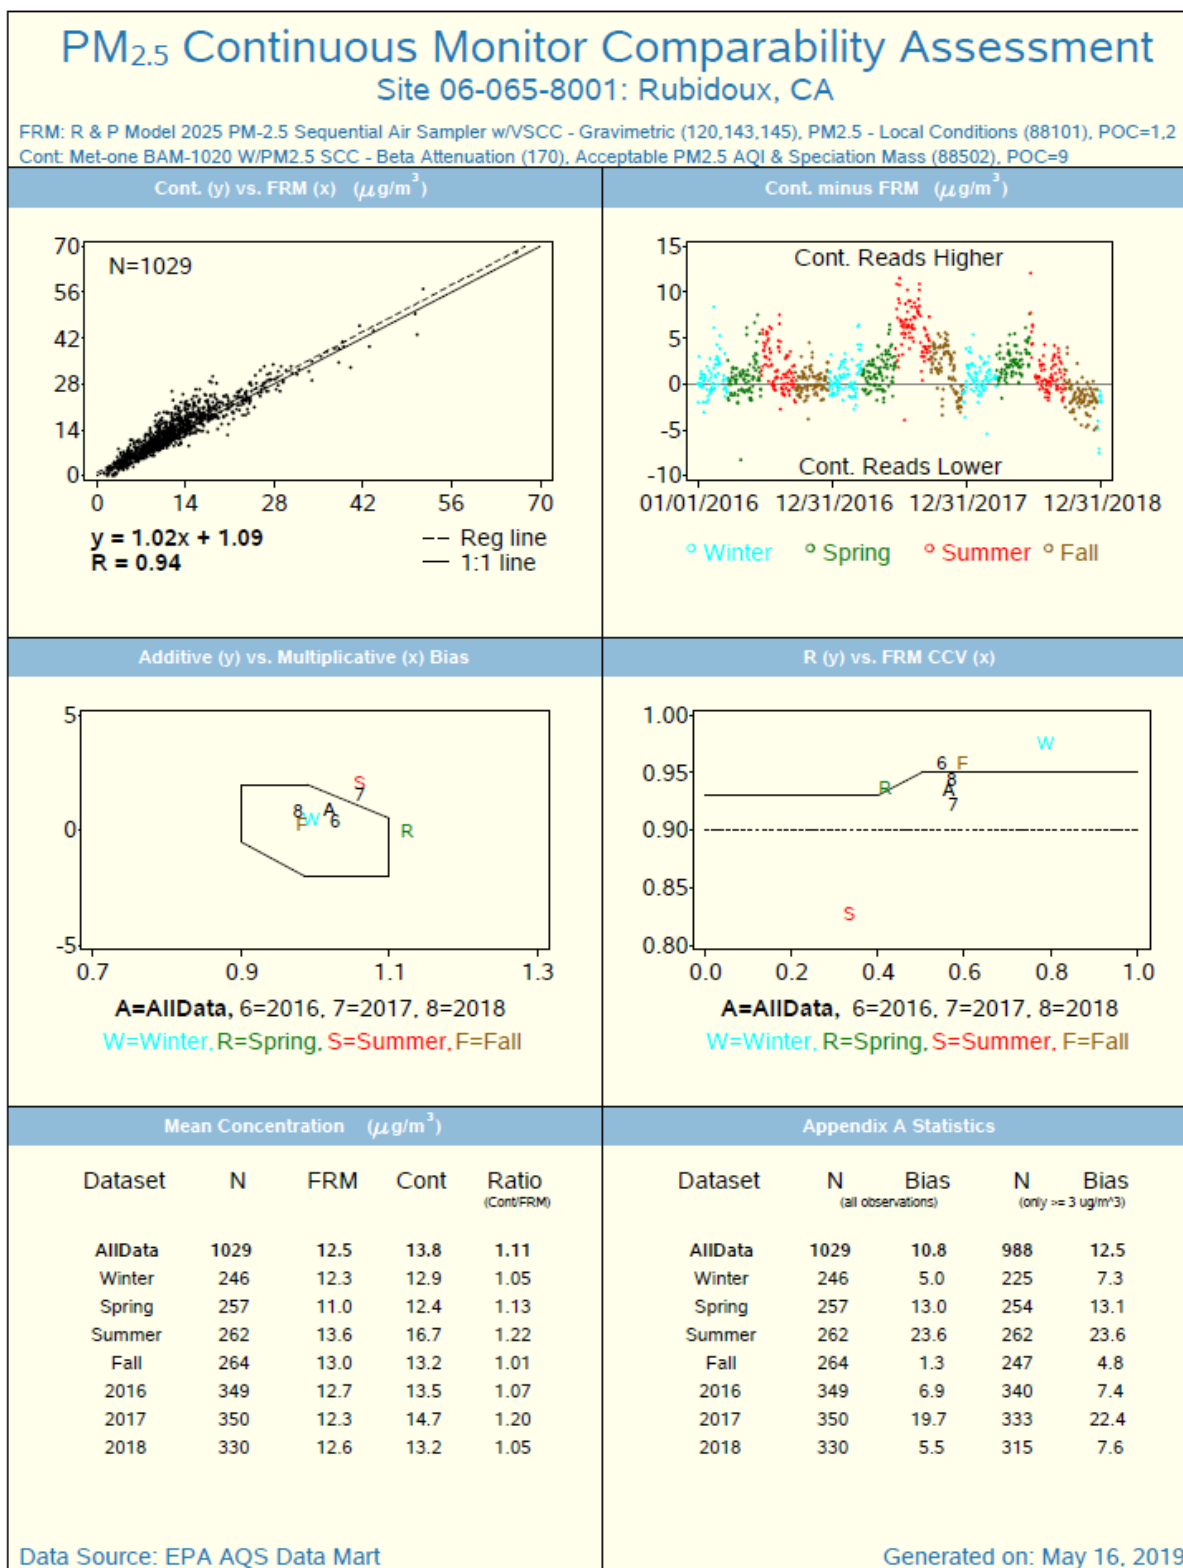 PM2.5 Continuous Monitor Comparability Assessment
Site 06-065-8001: Rubidoux, CA
FRM: R & P Model 2025 PM-2.5 Sequential Air Sampler w/VSCC - Gravimetric (120,143,145), PM2.5 - Local Conditions (88101), POC=1,2
Cont: Met-one BAM-1020 W/PM2.5 SCC - Beta Attenuation (170), Acceptable PM2.5 AQI & Speciation Mass (88502), POC=9
Cont. (y) vs. FRM (x) (μg/m³)
70
56
42
28
14
0
N=1029
0 14 28 42 56 70
y = 1.02x + 1.09
R = 0.94
Reg line
1:1 line
Cont. minus FRM (μg/m³)
15
10
5
0
-5
-10
Cont. Reads Higher
Cont. Reads Lower
01/01/2016 12/31/2016 12/31/2017 12/31/2018
Winter Spring Summer Fall
Additive (y) vs. Multiplicative (x) Bias
5
0
-5
S
7
8
A
F
W
6
R
0.7 0.9 1.1 1.3
A=AllData, 6=2016, 7=2017, 8=2018
W=Winter, R=Spring, S=Summer, F=Fall
R (y) vs. FRM CCV (x)
1.00
0.95
0.90
0.85
0.80
W
6
F
8
R
A
7
S
0.0 0.2 0.4 0.6 0.8 1.0
A=AllData, 6=2016, 7=2017, 8=2018
W=Winter, R=Spring, S=Summer, F=Fall
Mean Concentration (μg/m³)
Dataset N FRM Cont Ratio
(Cont/FRM)
AllData 1029 12.5 13.8 1.11
Winter 246 12.3 12.9 1.05
Spring 257 11.0 12.4 1.13
Summer 262 13.6 16.7 1.22
Fall 264 13.0 13.2 1.01
2016 349 12.7 13.5 1.07
2017 350 12.3 14.7 1.20
2018 330 12.6 13.2 1.05
Appendix A Statistics
Dataset N Bias N Bias
(all observations) (only >= 3 ug/m^3)
AllData 1029 10.8 988 12.5
Winter 246 5.0 225 7.3
Spring 257 13.0 254 13.1
Summer 262 23.6 262 23.6
Fall 264 1.3 247 4.8
2016 349 6.9 340 7.4
2017 350 19.7 333 22.4
2018 330 5.5 315 7.6
Data Source: EPA AQS Data Mart
Generated on: May 16, 2019